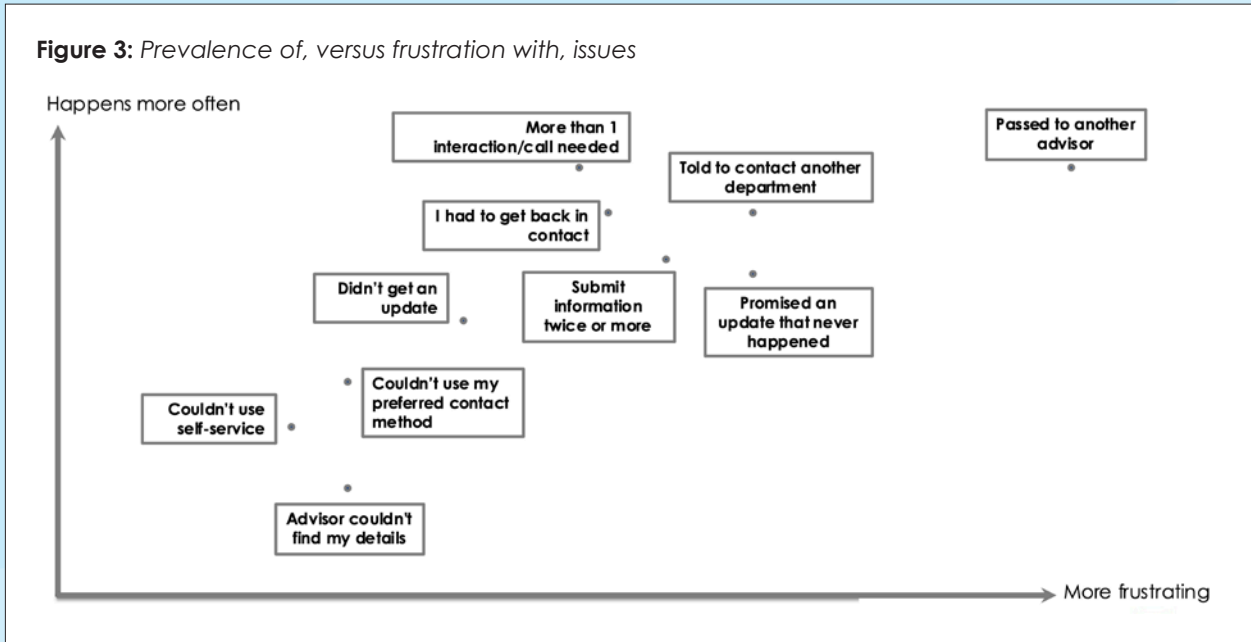 Figure 3: Prevalence of, versus frustration with, issues
Happens more often
More than 1
interaction/call needed
Passed to another
advisor
Told to contact another
department
I had to get back in
contact
Didn't get an
update
Submit
information
twice or more
Promised an
update that never
happened
Couldn't use my
preferred contact
method
Couldn't use
self-service
Advisor couldn't
find my details
More frustrating